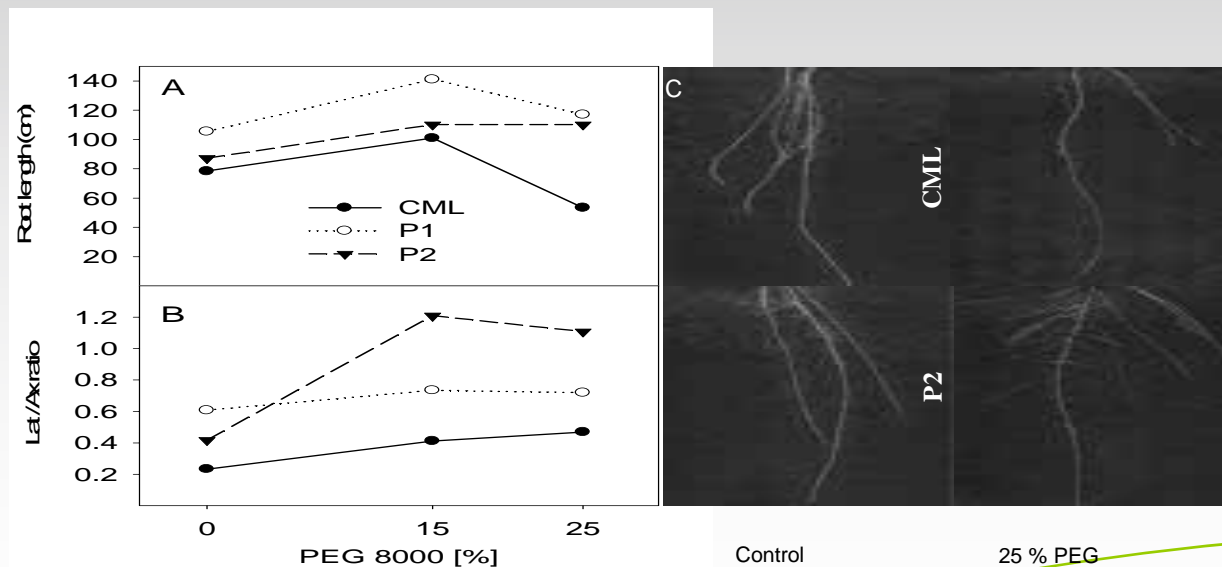 A
Root length (cm)
140
120
100
80
60
40
20
CML
P1
P2
B
Lat/Ax ratio
1.2
1.0
0.8
0.6
0.4
0.2
0 15 25
PEG 8000 [%]
C
CML
P2
Control 25 % PEG